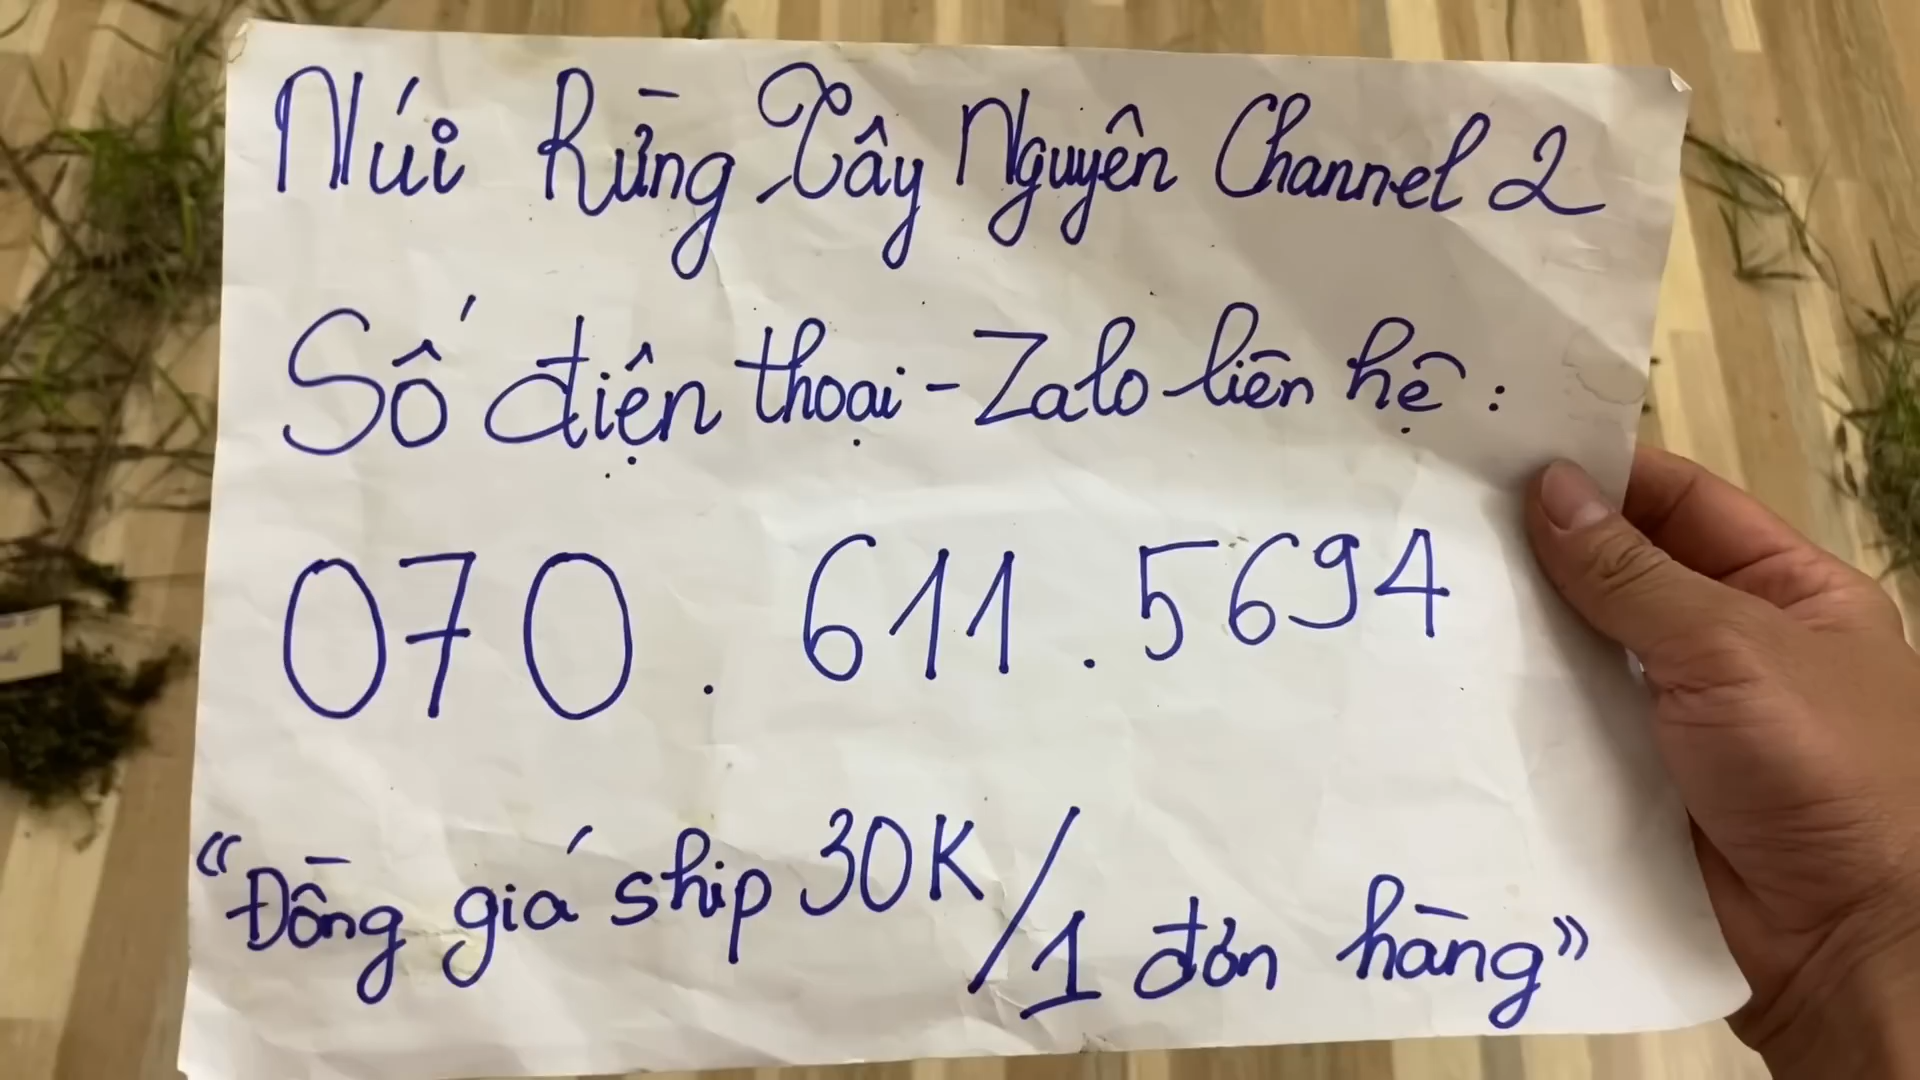 Núi Rừng Tây Nguyên Channel 2
Số điện thoại - Zalo liên hệ :
070 . 611 . 5694
"Đồng giá ship 30K/1 đơn hàng"